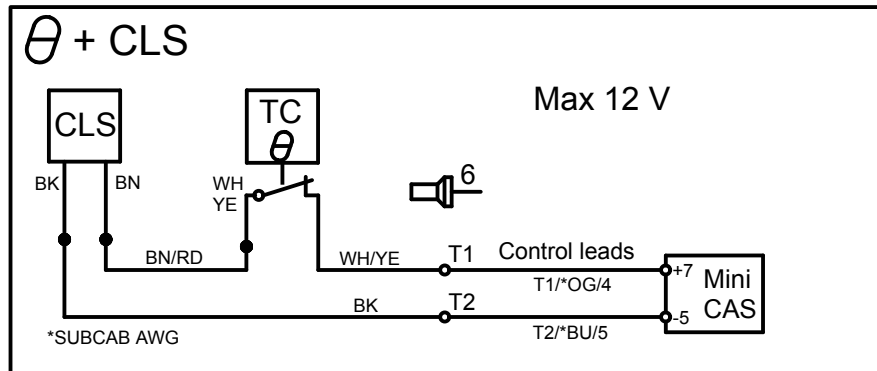 θ + CLS
Max 12 V
CLS
TC
θ
BK
BN
WH
YE
6
BN/RD
WH/YE
T1
Control leads
T1/*OG/4
+7
Mini
CAS
BK
T2
T2/*BU/5
-5
*SUBCAB AWG